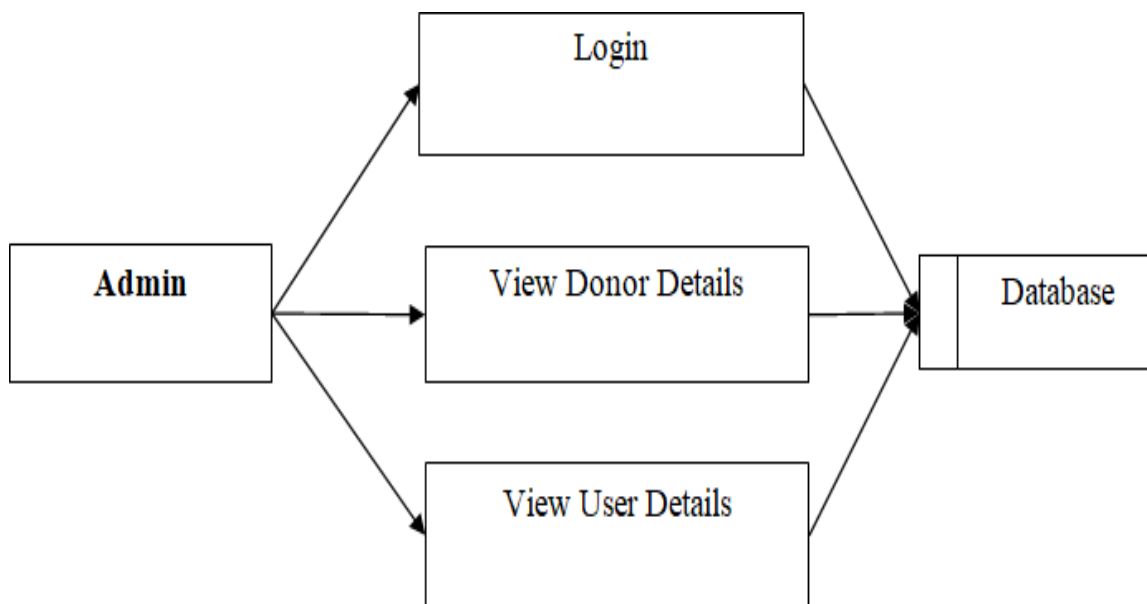 Login
Admin
View Donor Details
Database
View User Details